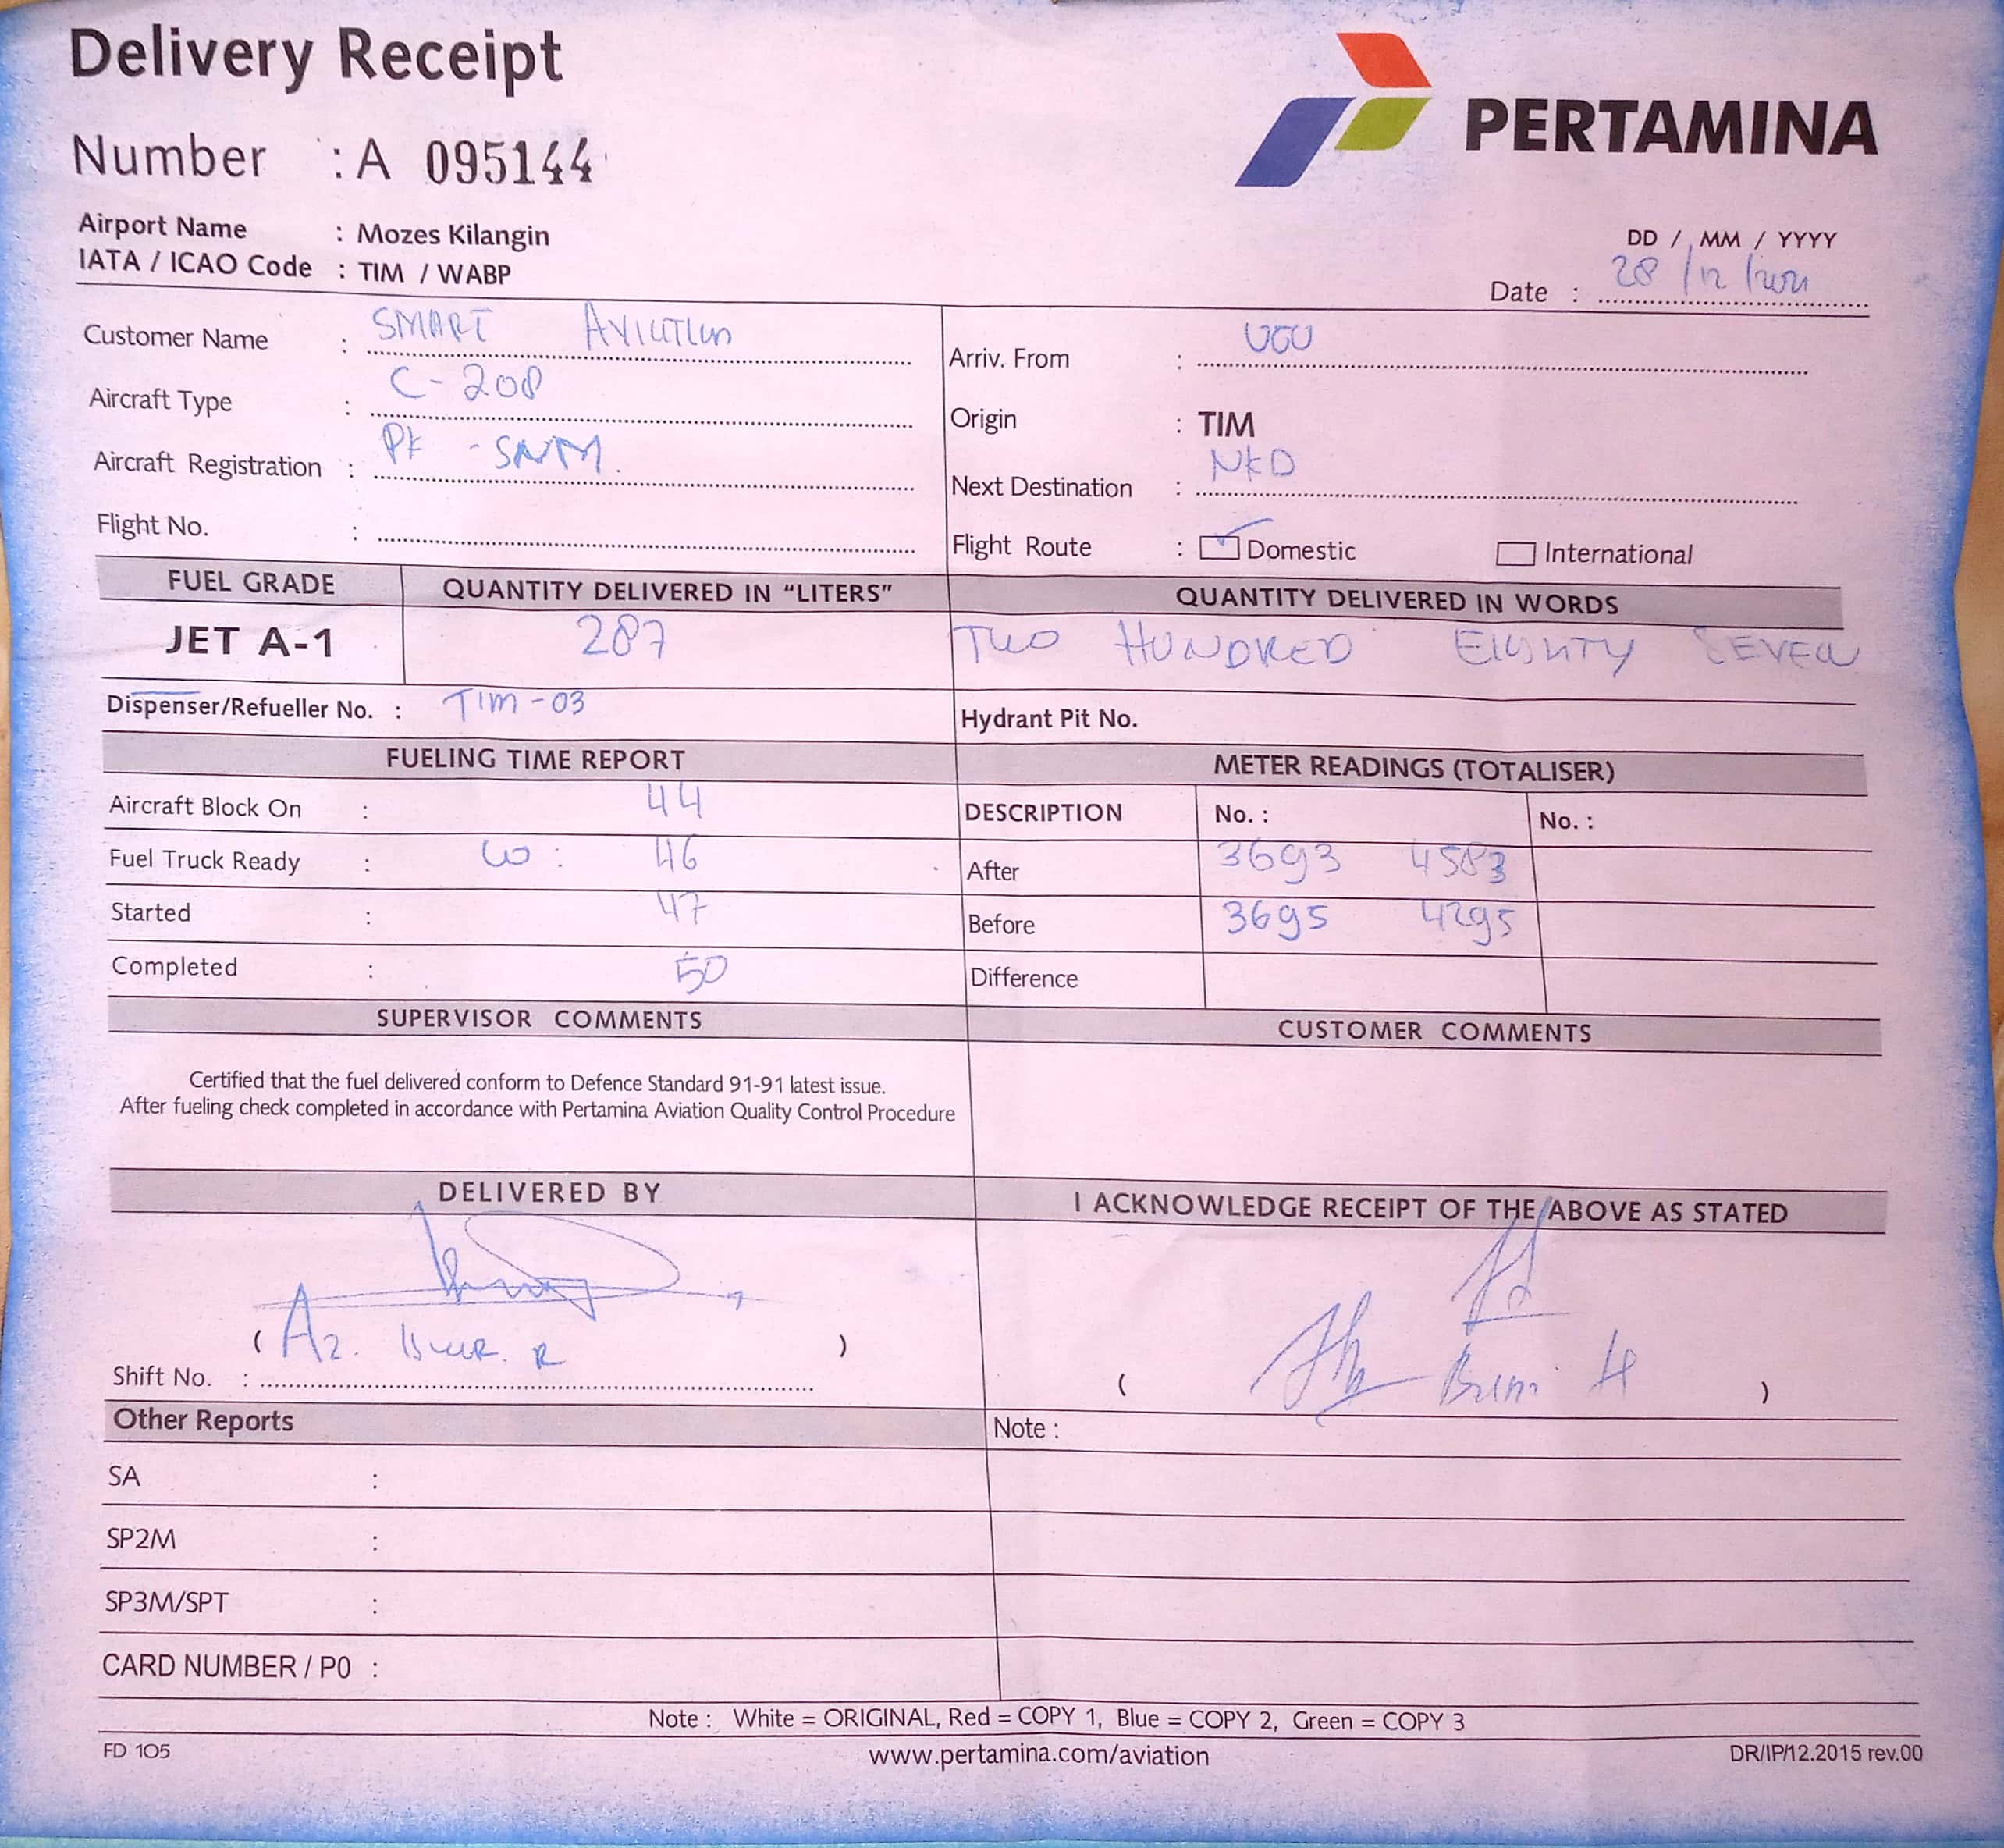 Delivery Receipt
PERTAMINA
Number : A 095144
Airport Name : Mozes Kilangin
IATA / ICAO Code : TIM / WABP
DD / MM / YYYY
Date : 28/12/
Customer Name : SMART
Arriv. From :
Aircraft Type : C-208
Origin : TIM
Aircraft Registration : PK - SNM.
Next Destination : NKD
Flight No. :
Flight Route : Domestic International
FUEL GRADE QUANTITY DELIVERED IN "LITERS" QUANTITY DELIVERED IN WORDS
JET A-1 287 TWO HUNDRED EIGHTY SEVEN
Dispenser/Refueller No. : TIM-03 Hydrant Pit No.
FUELING TIME REPORT METER READINGS (TOTALISER)
Aircraft Block On : 44 DESCRIPTION No. : No. :
Fuel Truck Ready : 46 After 3693 4583
Started : 47 Before 3695 4295
Completed : 50 Difference
SUPERVISOR COMMENTS CUSTOMER COMMENTS
Certified that the fuel delivered conform to Defence Standard 91-91 latest issue.
After fueling check completed in accordance with Pertamina Aviation Quality Control Procedure
DELIVERED BY I ACKNOWLEDGE RECEIPT OF THE ABOVE AS STATED
( )
Shift No. :
( )
Other Reports Note :
SA :
SP2M :
SP3M/SPT :
CARD NUMBER / P0 :
Note : White = ORIGINAL, Red = COPY 1, Blue = COPY 2, Green = COPY 3
FD 105 www.pertamina.com/aviation DR/IP/12.2015 rev.00